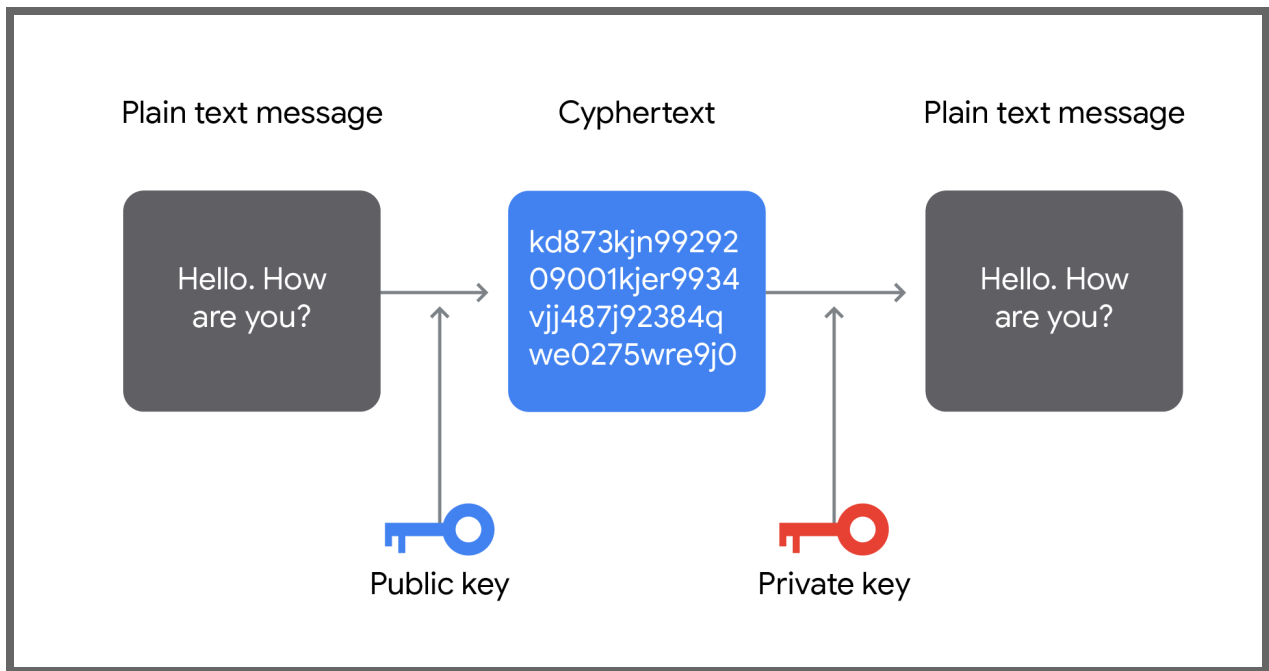 Plain text message
Cyphertext
Plain text message
Hello. How
are you?
kd873kjn99292
09001kjer9934
vjj487j92384q
we0275wre9j0
Hello. How
are you?
Public key
Private key